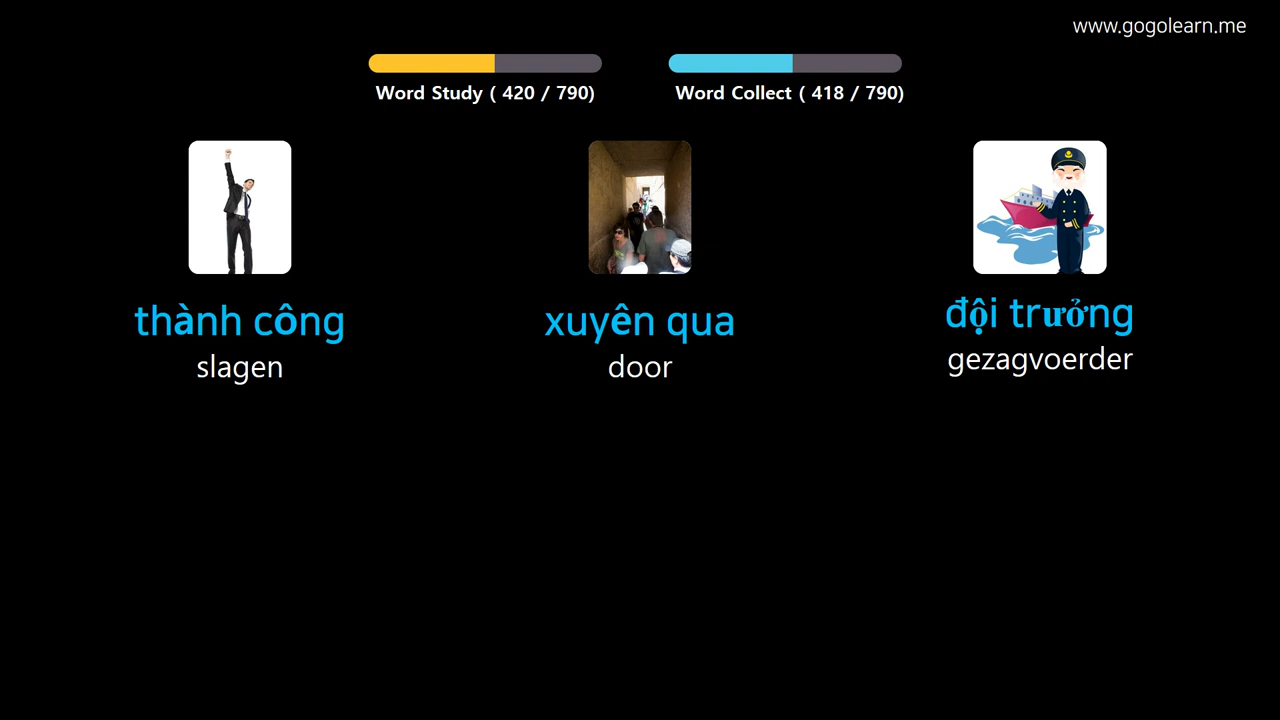 www.gogolearn.me
Word Study ( 420 / 790)
Word Collect ( 418 / 790)
thành công
slagen
xuyên qua
door
đội trưởng
gezagvoerder